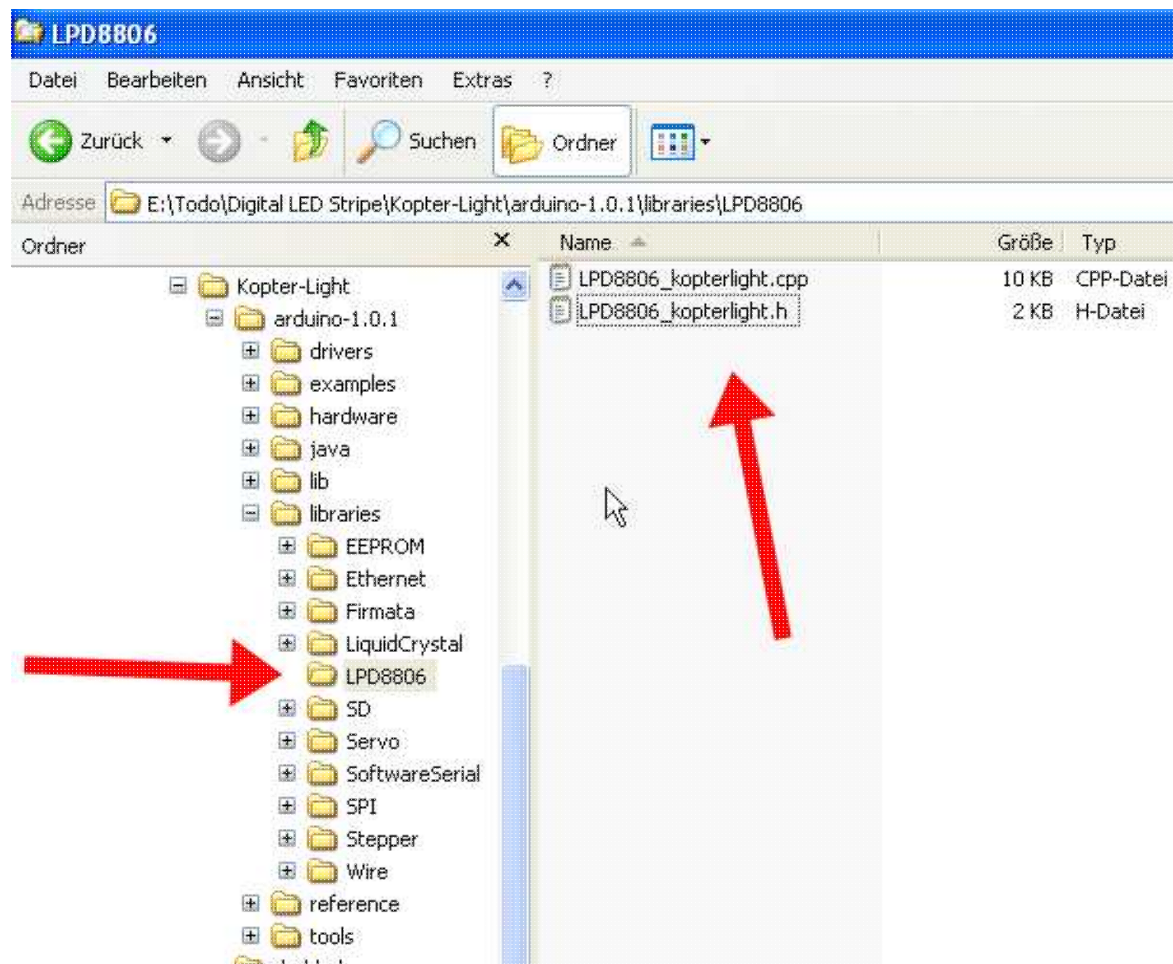 LPD8806
Datei Bearbeiten Ansicht Favoriten Extras ?
Zurück Suchen Ordner
Adresse E:\Todo\Digital LED Stripe\Kopter-Light\arduino-1.0.1\libraries\LPD8806
Ordner Name Größe Typ
Kopter-Light
arduino-1.0.1
drivers
examples
hardware
java
lib
libraries
EEPROM
Ethernet
Firmata
LiquidCrystal
LPD8806
SD
Servo
SoftwareSerial
SPI
Stepper
Wire
reference
tools
LPD8806_kopterlight.cpp 10 KB CPP-Datei
LPD8806_kopterlight.h 2 KB H-Datei